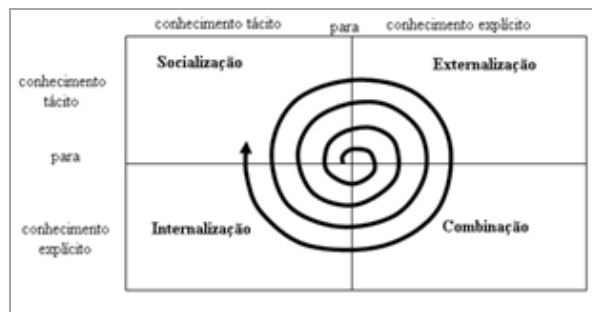 conhecimento tácito para conhecimento explícito
Socialização Externalização
conhecimento
tácito
para
Internalização Combinação
conhecimento
explícito